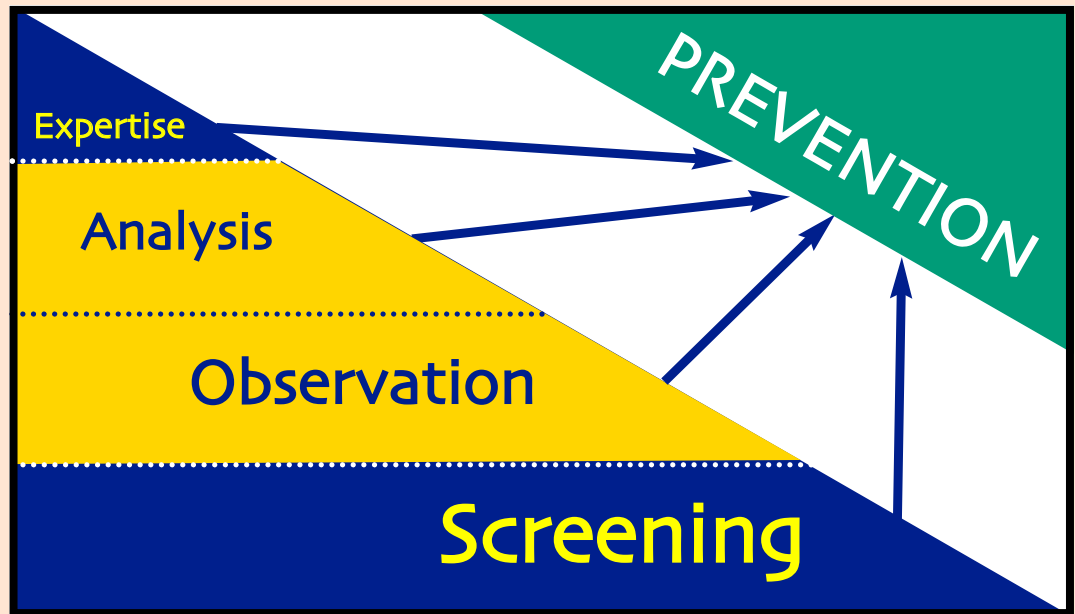 PREVENTION
Expertise
Analysis
Observation
Screening